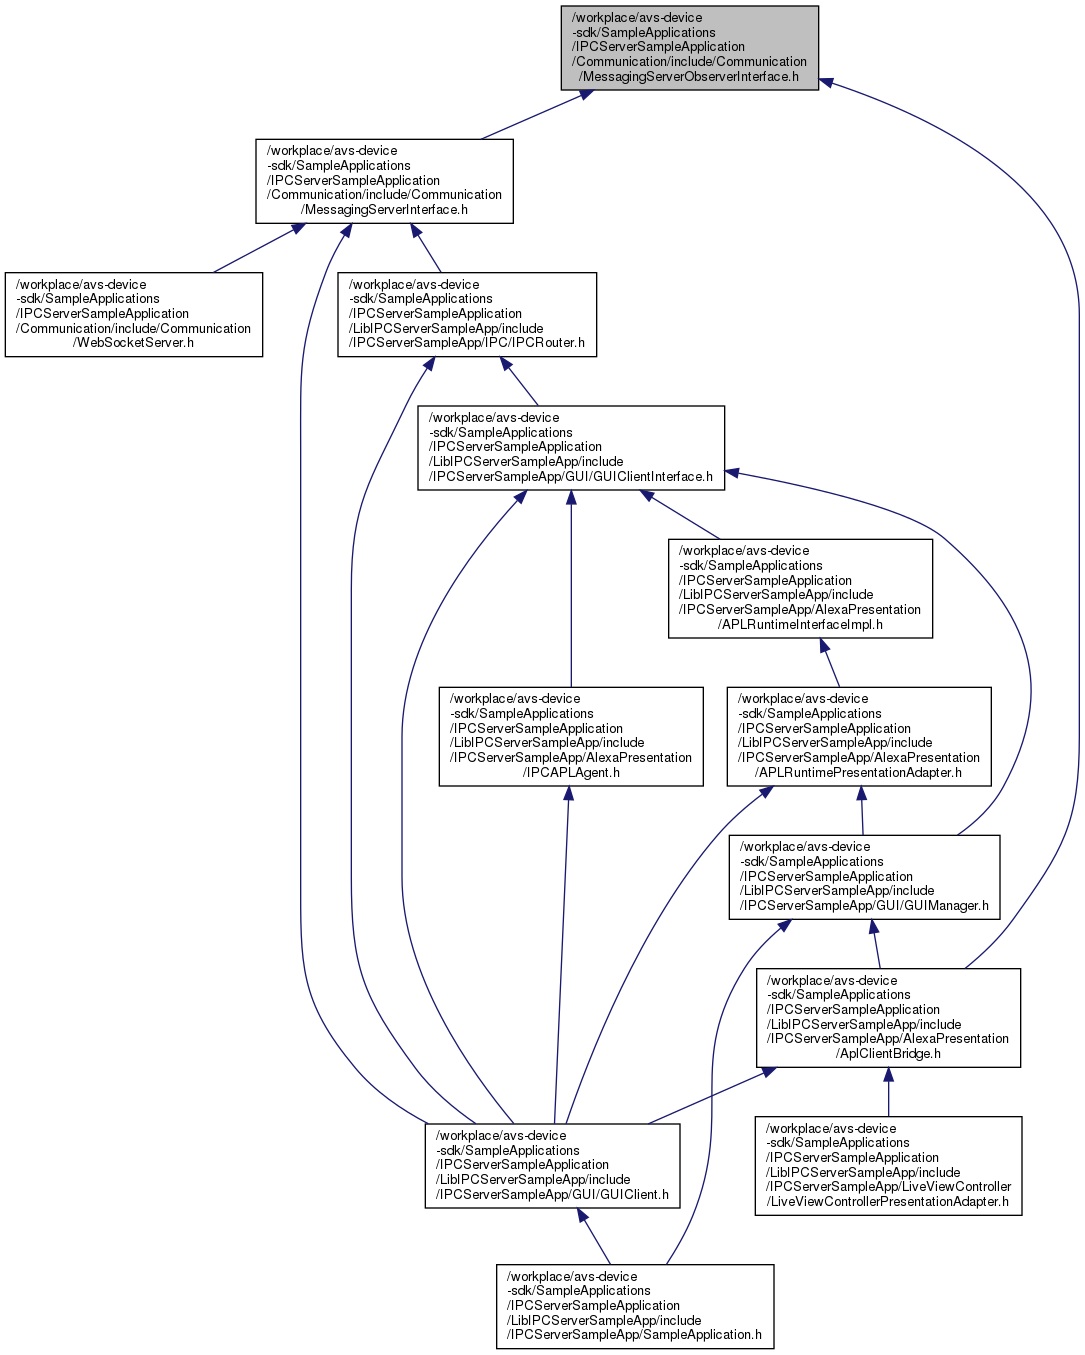 /workplace/avs-device
-sdk/SampleApplications
/IPCServerSampleApplication
/Communication/include/Communication
/MessagingServerObserverInterface.h
/workplace/avs-device
-sdk/SampleApplications
/IPCServerSampleApplication
/Communication/include/Communication
/MessagingServerInterface.h
/workplace/avs-device
-sdk/SampleApplications
/IPCServerSampleApplication
/Communication/include/Communication
/WebSocketServer.h
/workplace/avs-device
-sdk/SampleApplications
/IPCServerSampleApplication
/LibIPCServerSampleApp/include
/IPCServerSampleApp/IPC/IPCRouter.h
/workplace/avs-device
-sdk/SampleApplications
/IPCServerSampleApplication
/LibIPCServerSampleApp/include
/IPCServerSampleApp/GUI/GUIClientInterface.h
/workplace/avs-device
-sdk/SampleApplications
/IPCServerSampleApplication
/LibIPCServerSampleApp/include
/IPCServerSampleApp/AlexaPresentation
/APLRuntimeInterfaceImpl.h
/workplace/avs-device
-sdk/SampleApplications
/IPCServerSampleApplication
/LibIPCServerSampleApp/include
/IPCServerSampleApp/AlexaPresentation
/IPCAPLAgent.h
/workplace/avs-device
-sdk/SampleApplications
/IPCServerSampleApplication
/LibIPCServerSampleApp/include
/IPCServerSampleApp/AlexaPresentation
/APLRuntimePresentationAdapter.h
/workplace/avs-device
-sdk/SampleApplications
/IPCServerSampleApplication
/LibIPCServerSampleApp/include
/IPCServerSampleApp/GUI/GUIManager.h
/workplace/avs-device
-sdk/SampleApplications
/IPCServerSampleApplication
/LibIPCServerSampleApp/include
/IPCServerSampleApp/AlexaPresentation
/AplClientBridge.h
/workplace/avs-device
-sdk/SampleApplications
/IPCServerSampleApplication
/LibIPCServerSampleApp/include
/IPCServerSampleApp/GUI/GUIClient.h
/workplace/avs-device
-sdk/SampleApplications
/IPCServerSampleApplication
/LibIPCServerSampleApp/include
/IPCServerSampleApp/LiveViewController
/LiveViewControllerPresentationAdapter.h
/workplace/avs-device
-sdk/SampleApplications
/IPCServerSampleApplication
/LibIPCServerSampleApp/include
/IPCServerSampleApp/SampleApplication.h